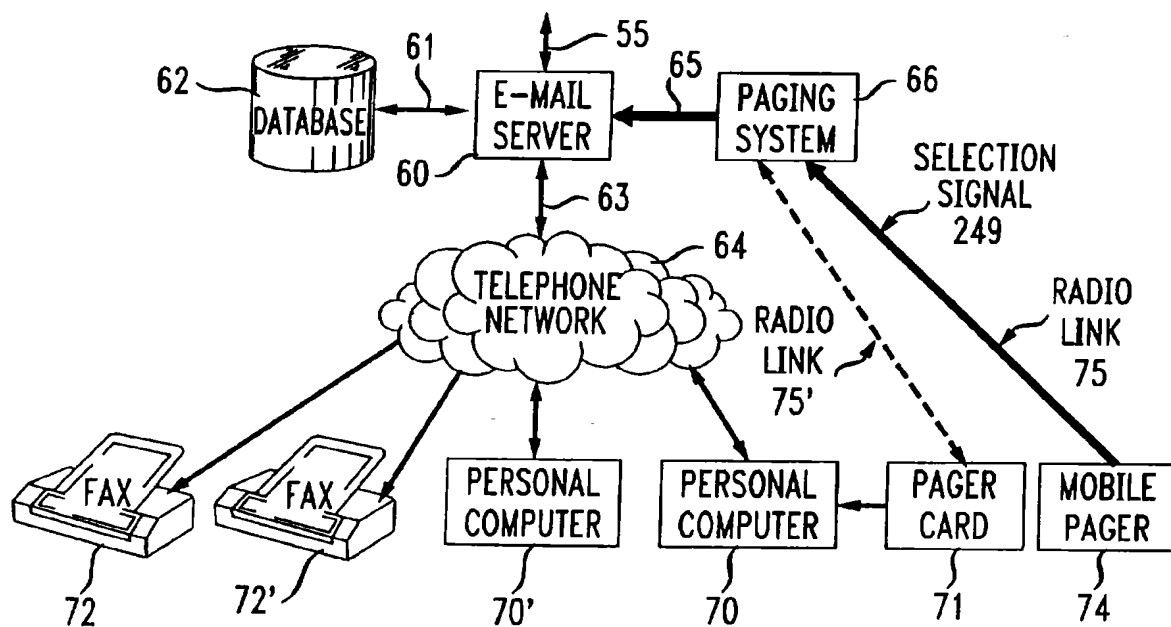 55
62
61
65
66
DATABASE
E-MAIL
SERVER
PAGING
SYSTEM
60
63
SELECTION
SIGNAL
249
64
TELEPHONE
NETWORK
RADIO
LINK
75'
RADIO
LINK
75
FAX
FAX
PERSONAL
COMPUTER
PERSONAL
COMPUTER
PAGER
CARD
MOBILE
PAGER
72
72'
70'
70
71
74